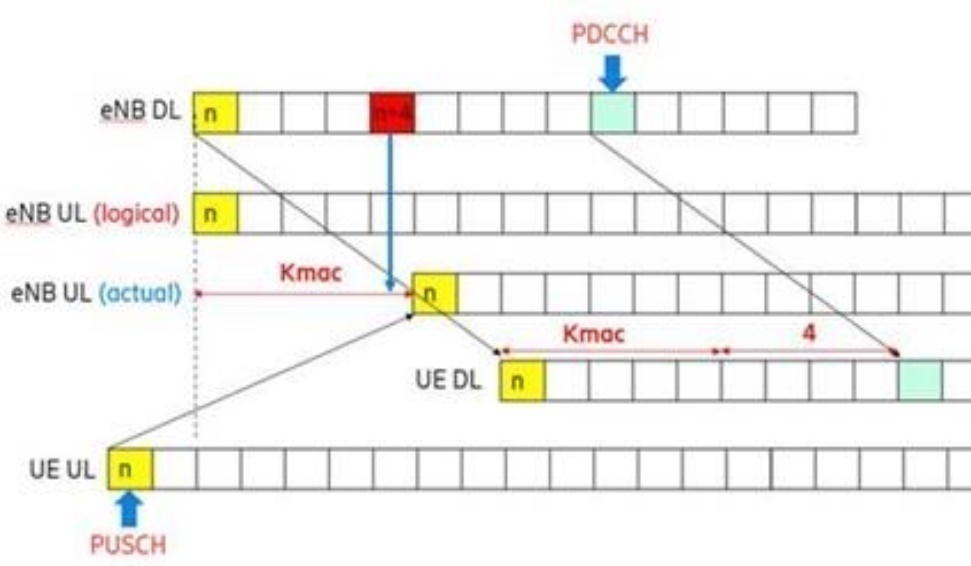 PDCCH
eNB DL n n+4
eNB UL (logical) n
Kmac
eNB UL (actual) n
Kmac 4
UE DL n
UE UL n
PUSCH